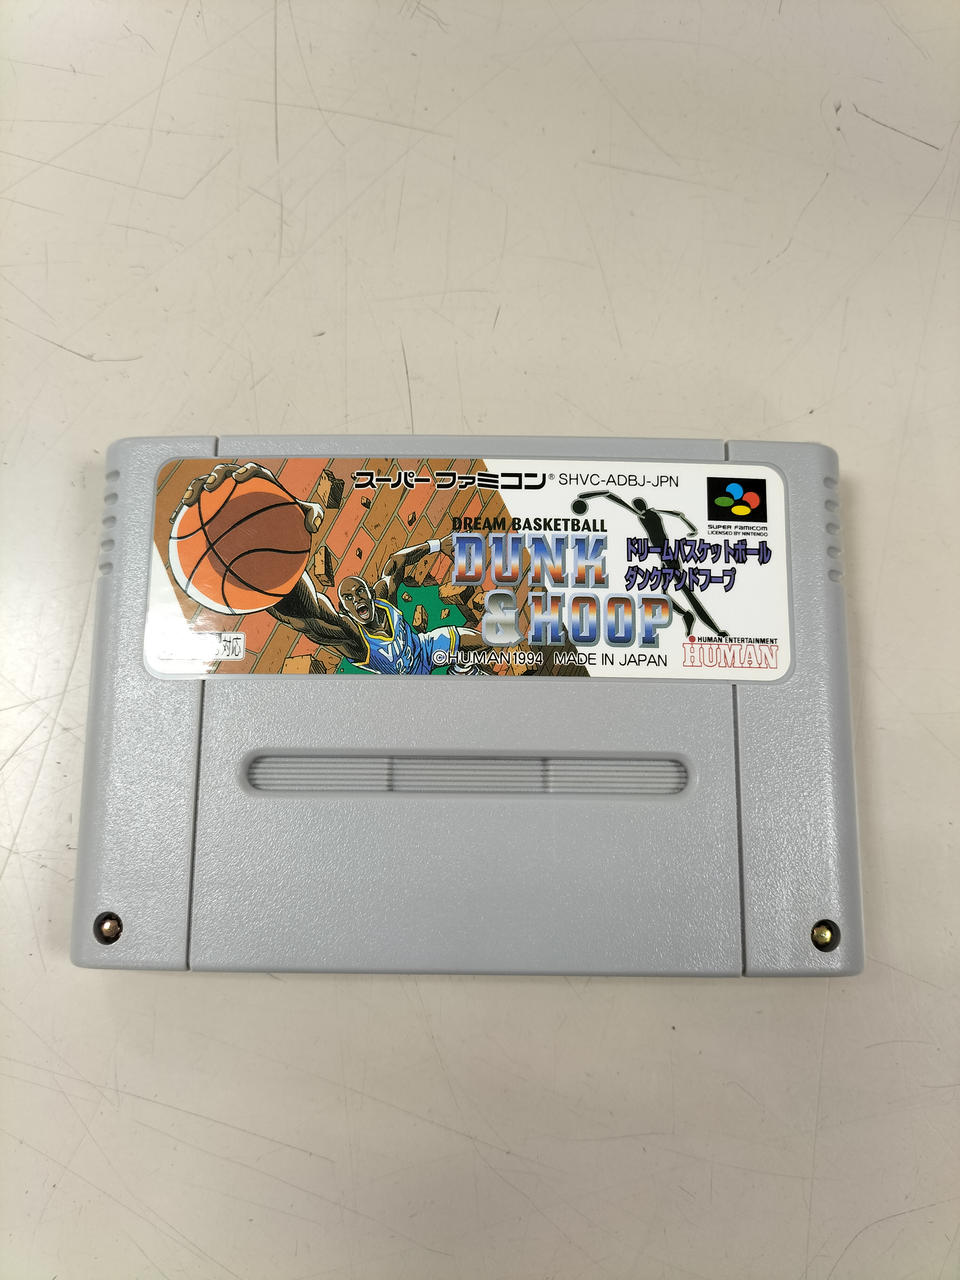 スーパーファミコン® SHVC-ADBJ-JPN
DREAM BASKETBALL
DUNK
& HOOP
ドリームバスケットボール
ダンクアンドフープ
SUPER FAMICOM
LICENSED BY NINTENDO
対応
©HUMAN 1994 MADE IN JAPAN
HUMAN ENTERTAINMENT
HUMAN